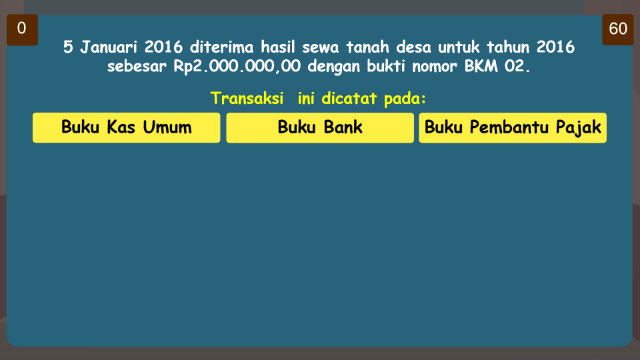 0
60
5 Januari 2016 diterima hasil sewa tanah desa untuk tahun 2016
sebesar Rp2.000.000,00 dengan bukti nomor BKM 02.
Transaksi ini dicatat pada:
Buku Kas Umum
Buku Bank
Buku Pembantu Pajak